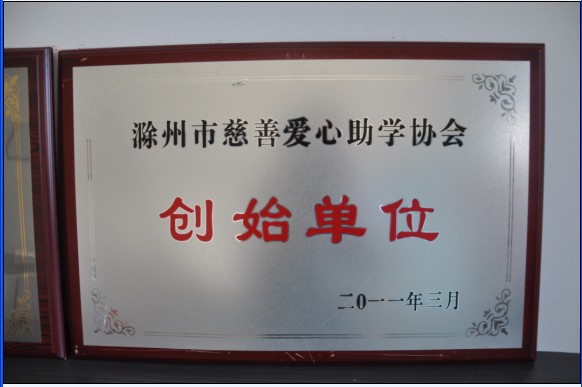 滁州市慈善爱心助学协会
创始单位
二0一一年三月